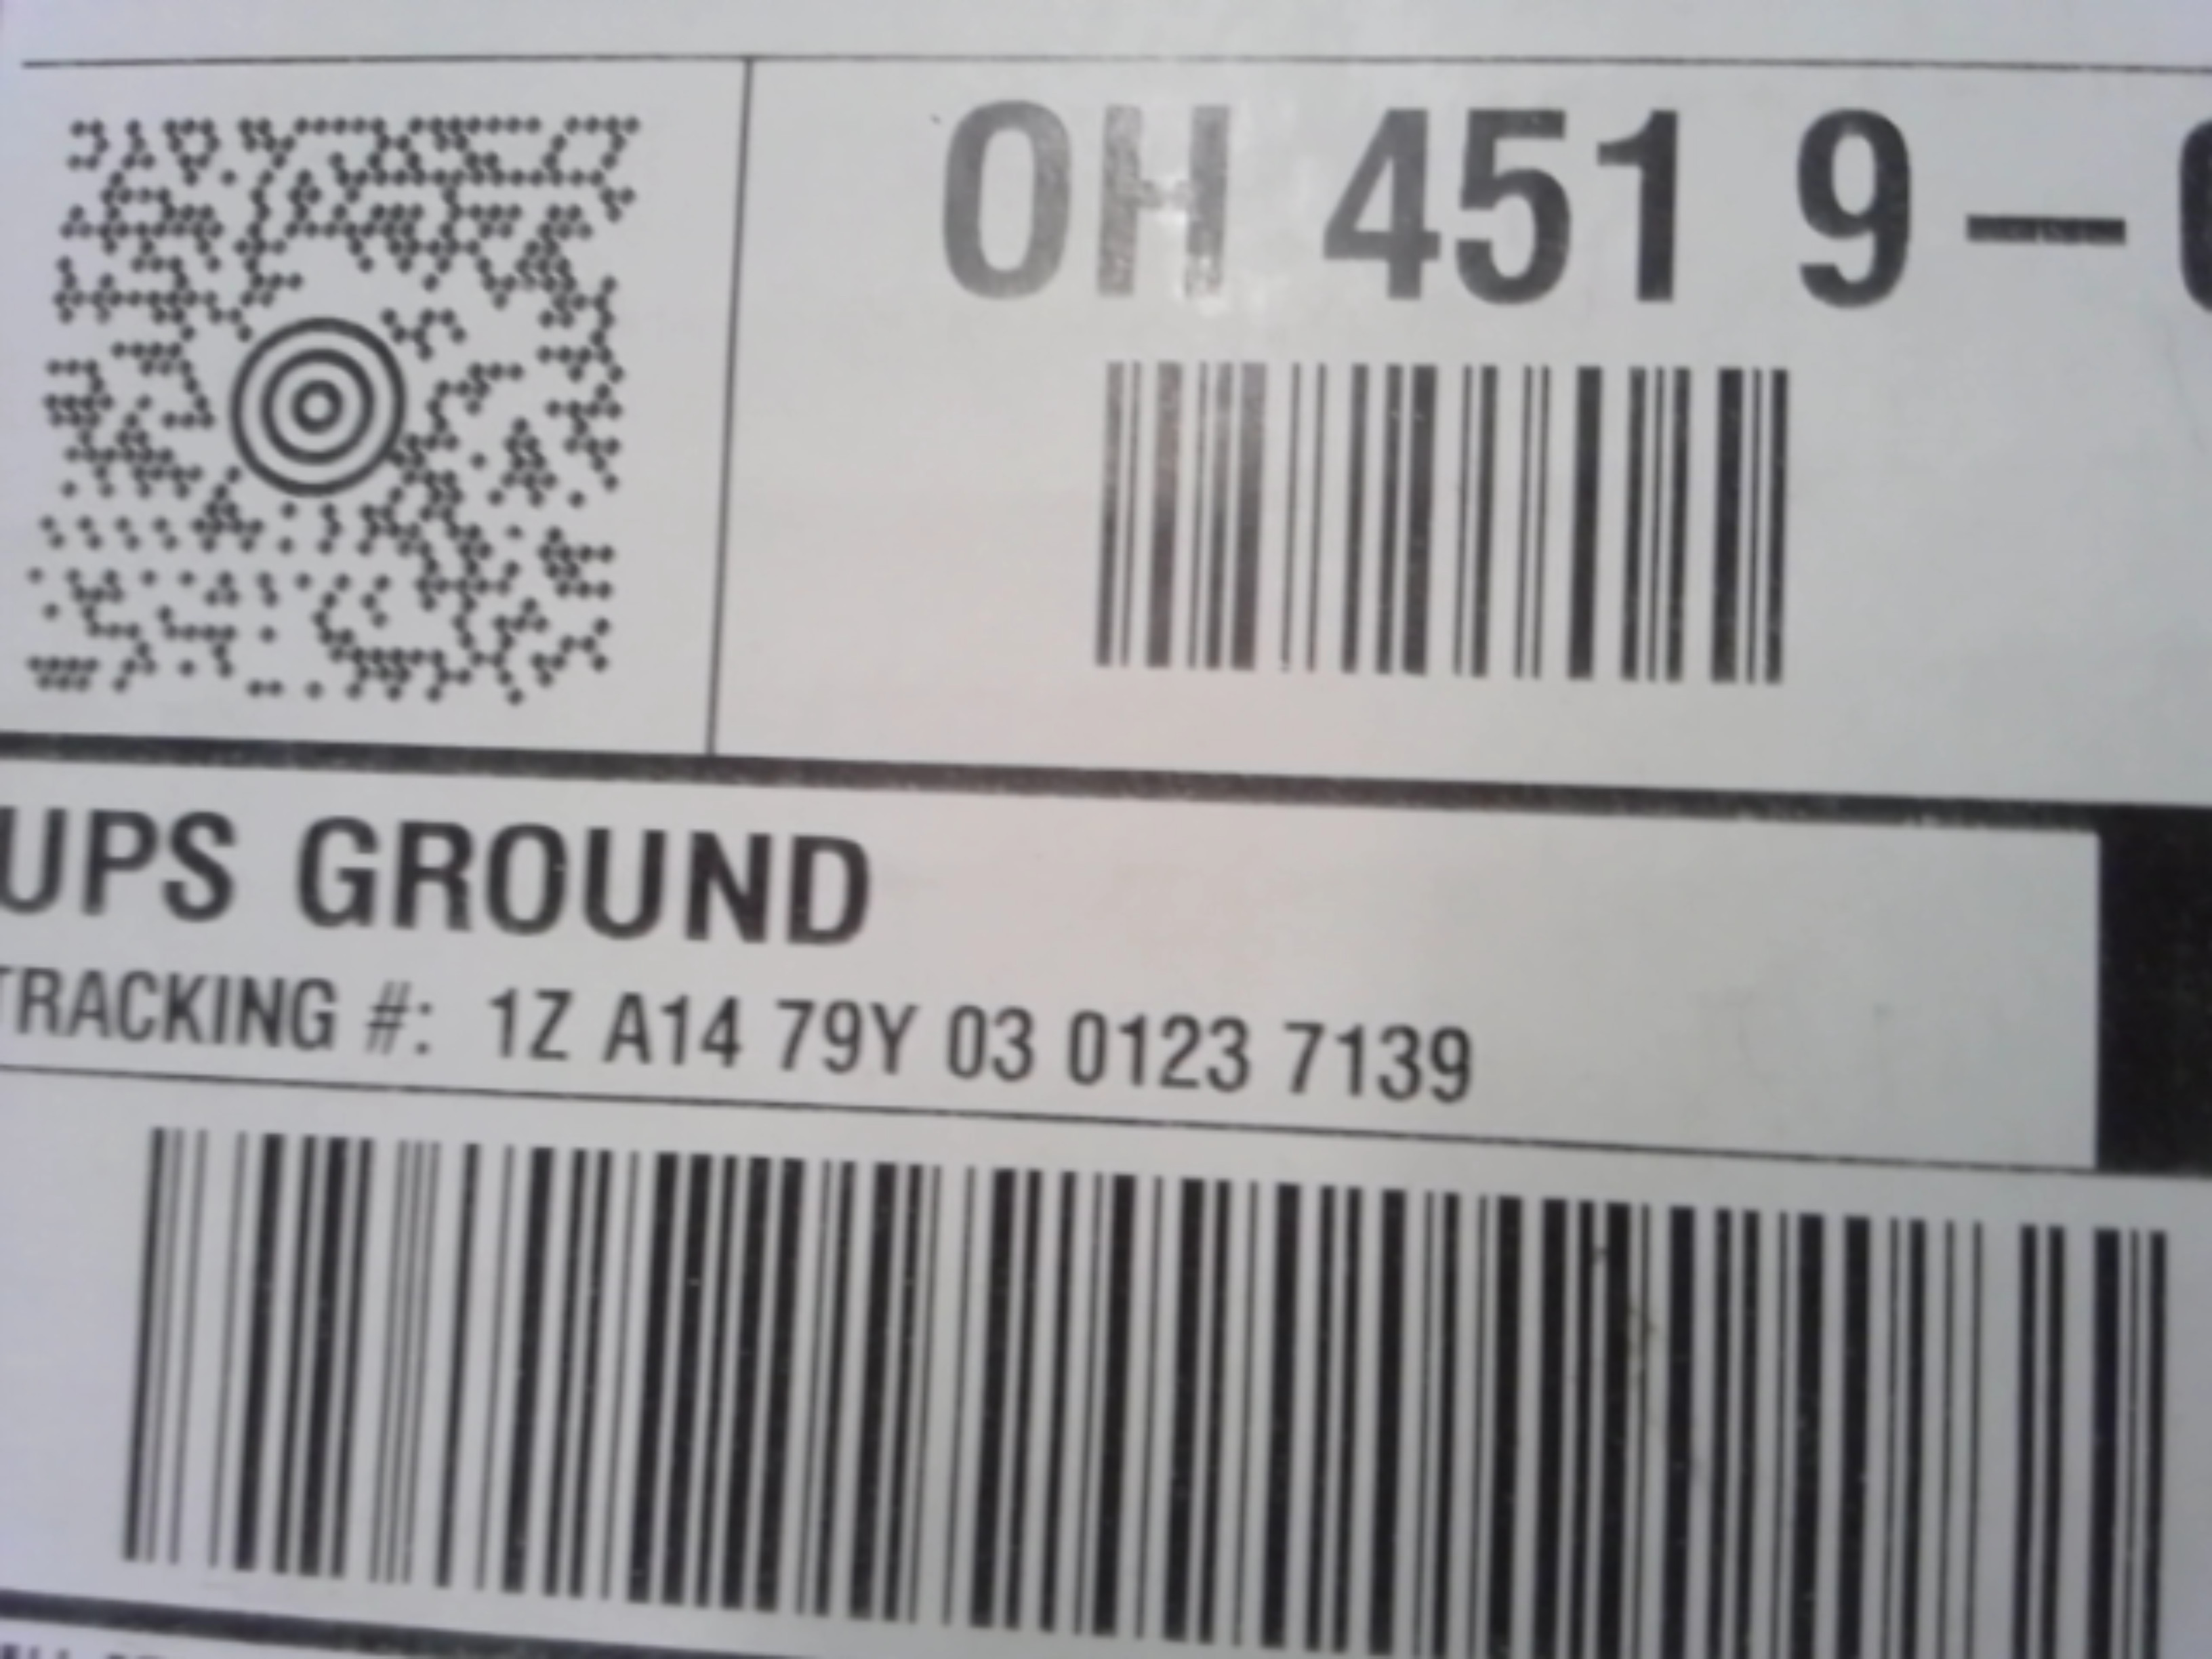 OH 451 9-
UPS GROUND
TRACKING #: 1Z A14 79Y 03 0123 7139